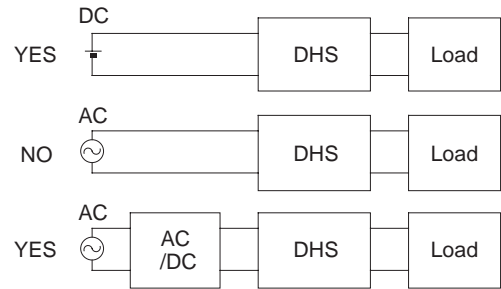 DC
YES DHS Load
AC
NO DHS Load
AC
YES AC DHS Load
/DC